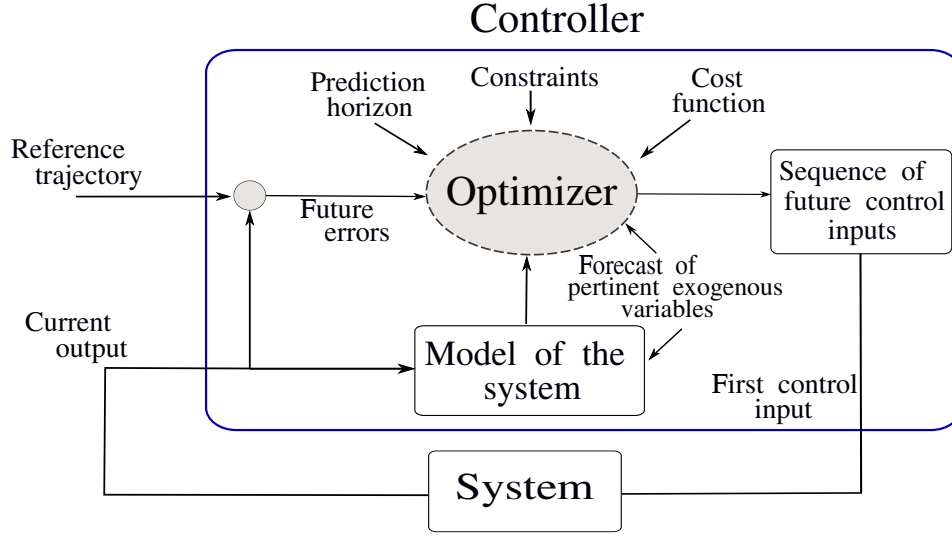 Controller
Prediction
horizon
Constraints
Cost
function
Reference
trajectory
Optimizer
Sequence of
future control
inputs
Future
errors
Forecast of
pertinent exogenous
variables
Current
output
Model of the
system
First control
input
System